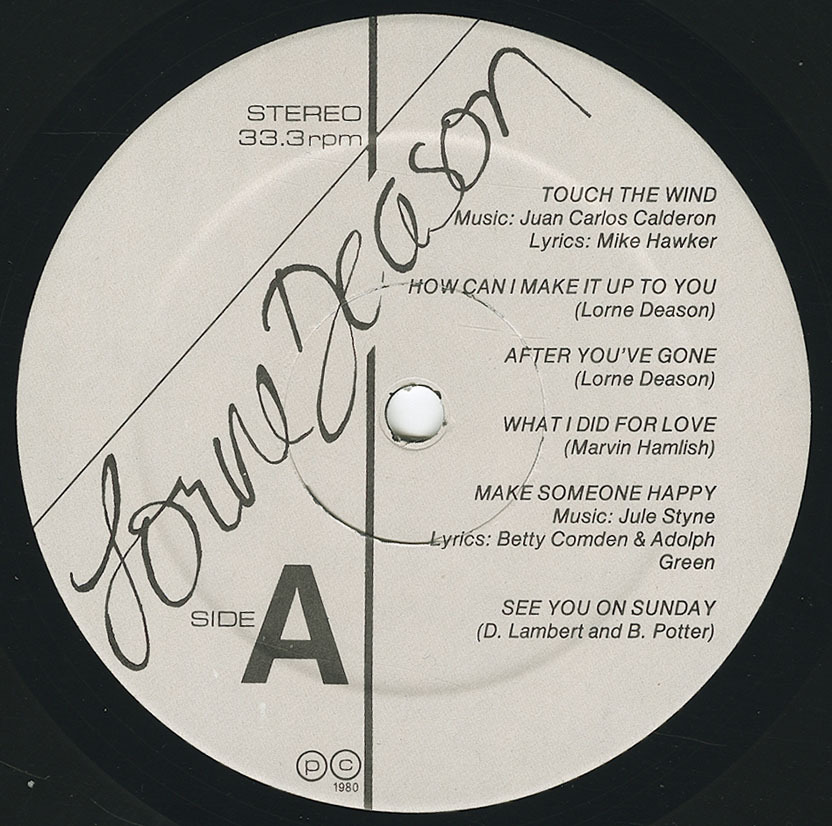 STEREO
33.3rpm
Lorne Deason
TOUCH THE WIND
Music: Juan Carlos Calderon
Lyrics: Mike Hawker
HOW CAN I MAKE IT UP TO YOU
(Lorne Deason)
AFTER YOU'VE GONE
(Lorne Deason)
WHAT I DID FOR LOVE
(Marvin Hamlish)
MAKE SOMEONE HAPPY
Music: Jule Styne
Lyrics: Betty Comden & Adolph
Green
SEE YOU ON SUNDAY
(D. Lambert and B. Potter)
SIDE A
℗ ©
1980